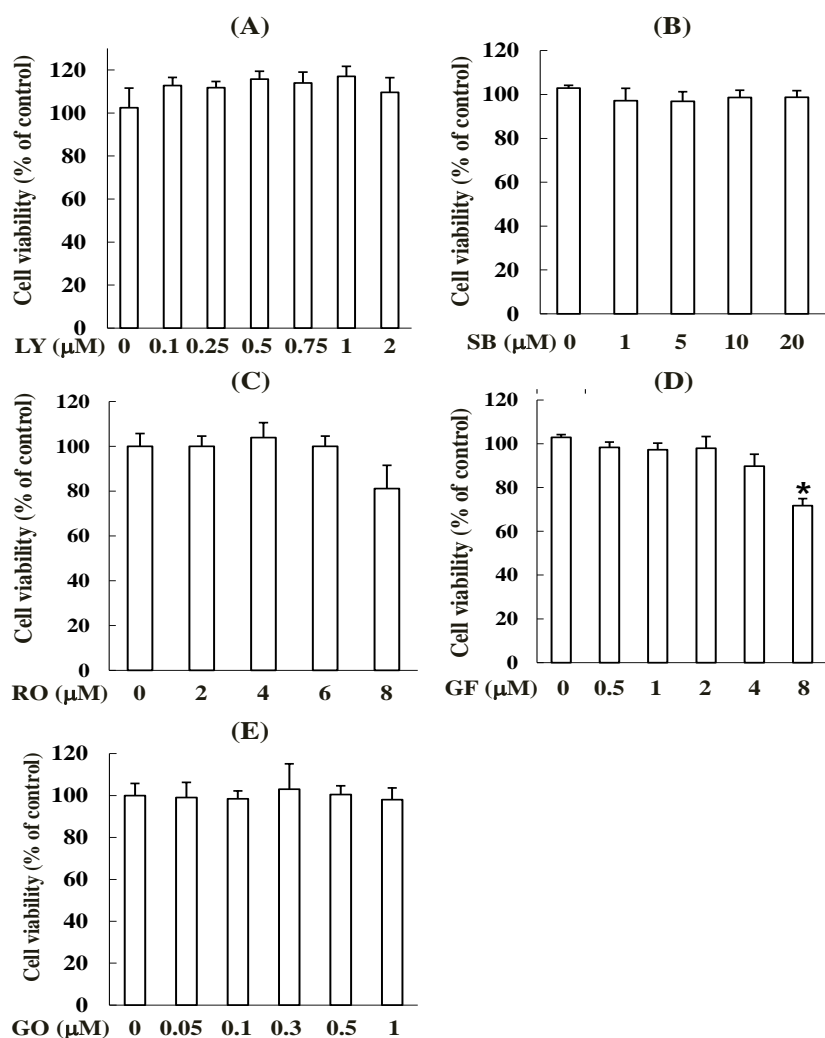 (A)
Cell viability (% of control)
120
100
80
60
40
20
0
LY (μM) 0 0.1 0.25 0.5 0.75 1 2
(B)
Cell viability (% of control)
120
100
80
60
40
20
0
SB (μM) 0 1 5 10 20
(C)
Cell viability (% of control)
120
100
80
60
40
20
0
RO (μM) 0 2 4 6 8
(D)
Cell viability (% of control)
120
100
80
60
40
20
0
*
GF (μM) 0 0.5 1 2 4 8
(E)
Cell viability (% of control)
120
100
80
60
40
20
0
GO (μM) 0 0.05 0.1 0.3 0.5 1